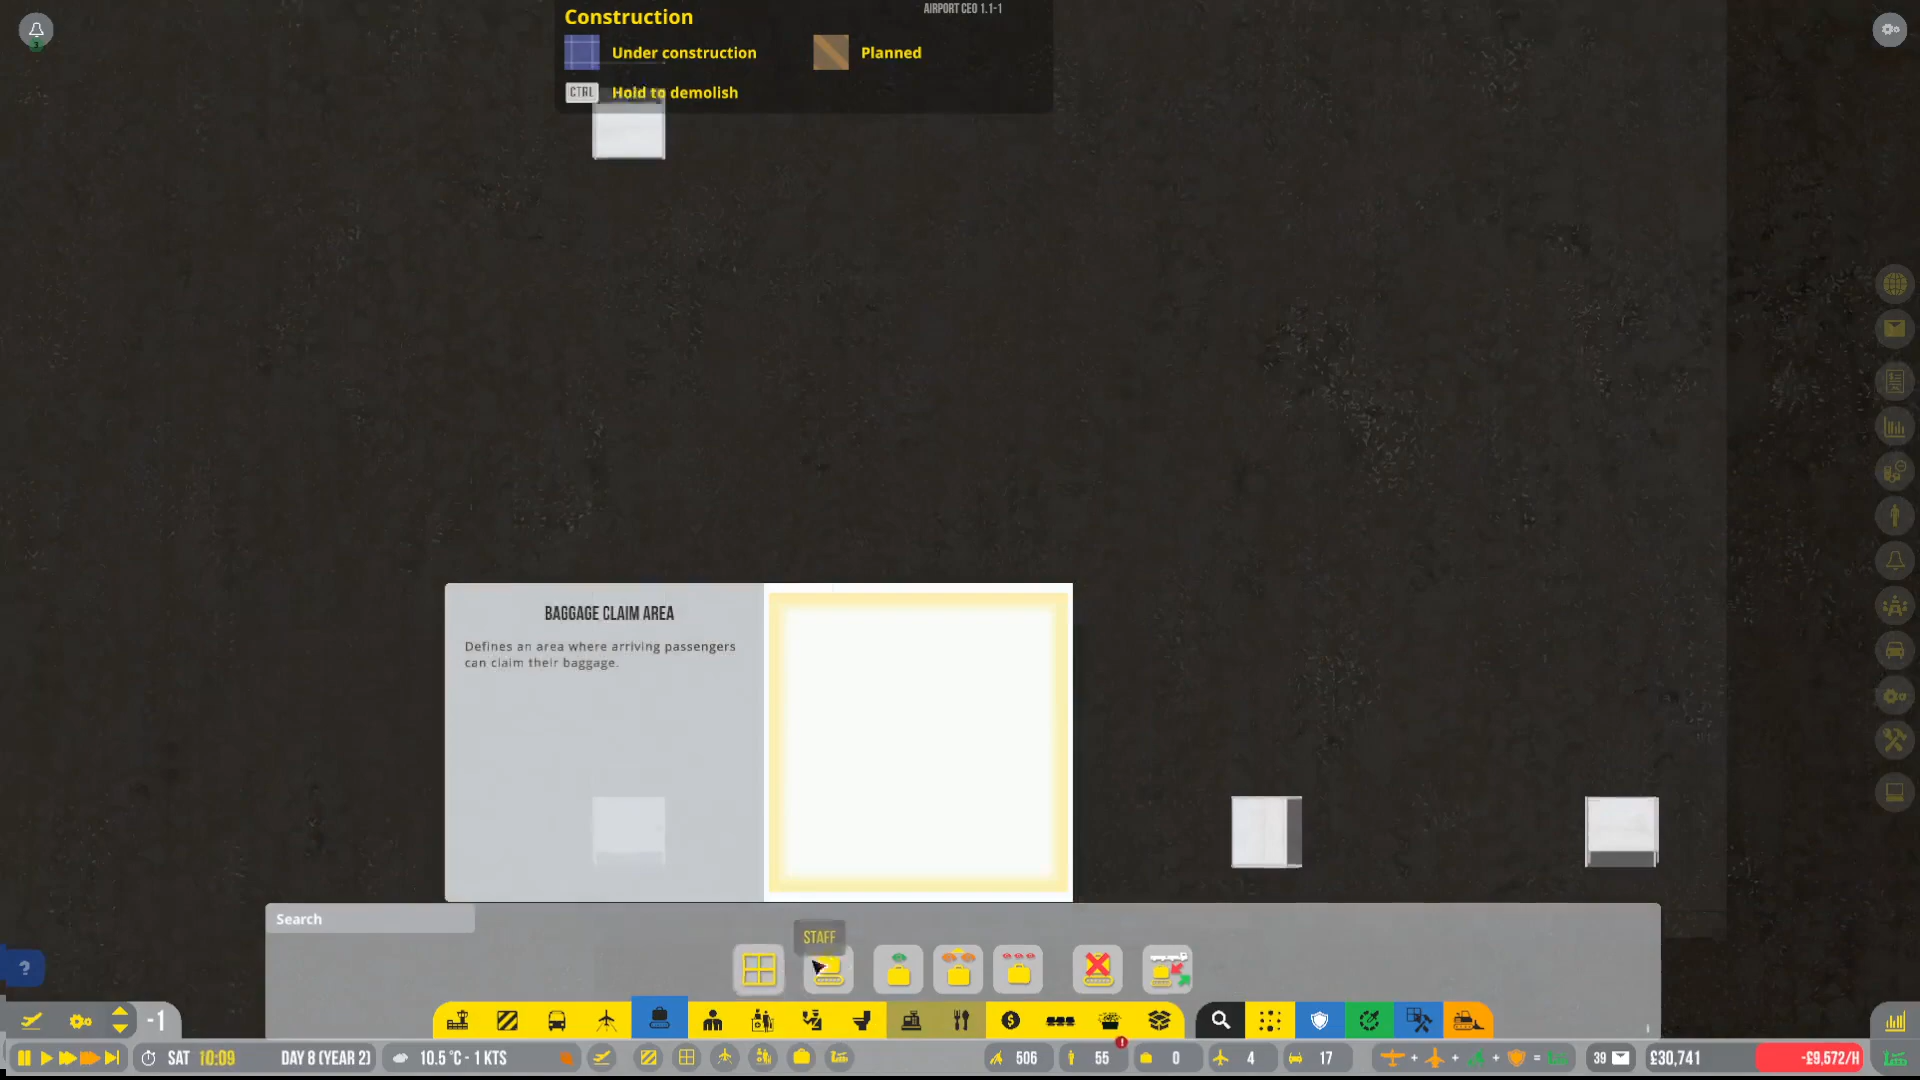 AIRPORT CEO 1.1-1
Construction
Under construction
Planned
CTRL
Hold to demolish
BAGGAGE CLAIM AREA
Defines an area where arriving passengers
can claim their baggage.
Search
STAFF
?
-1
SAT 10:09
DAY 8 (YEAR 2)
10.5 °C - 1 KTS
506
55
!
0
4
17
+ + + =
39
£30,741
-£9,572/H